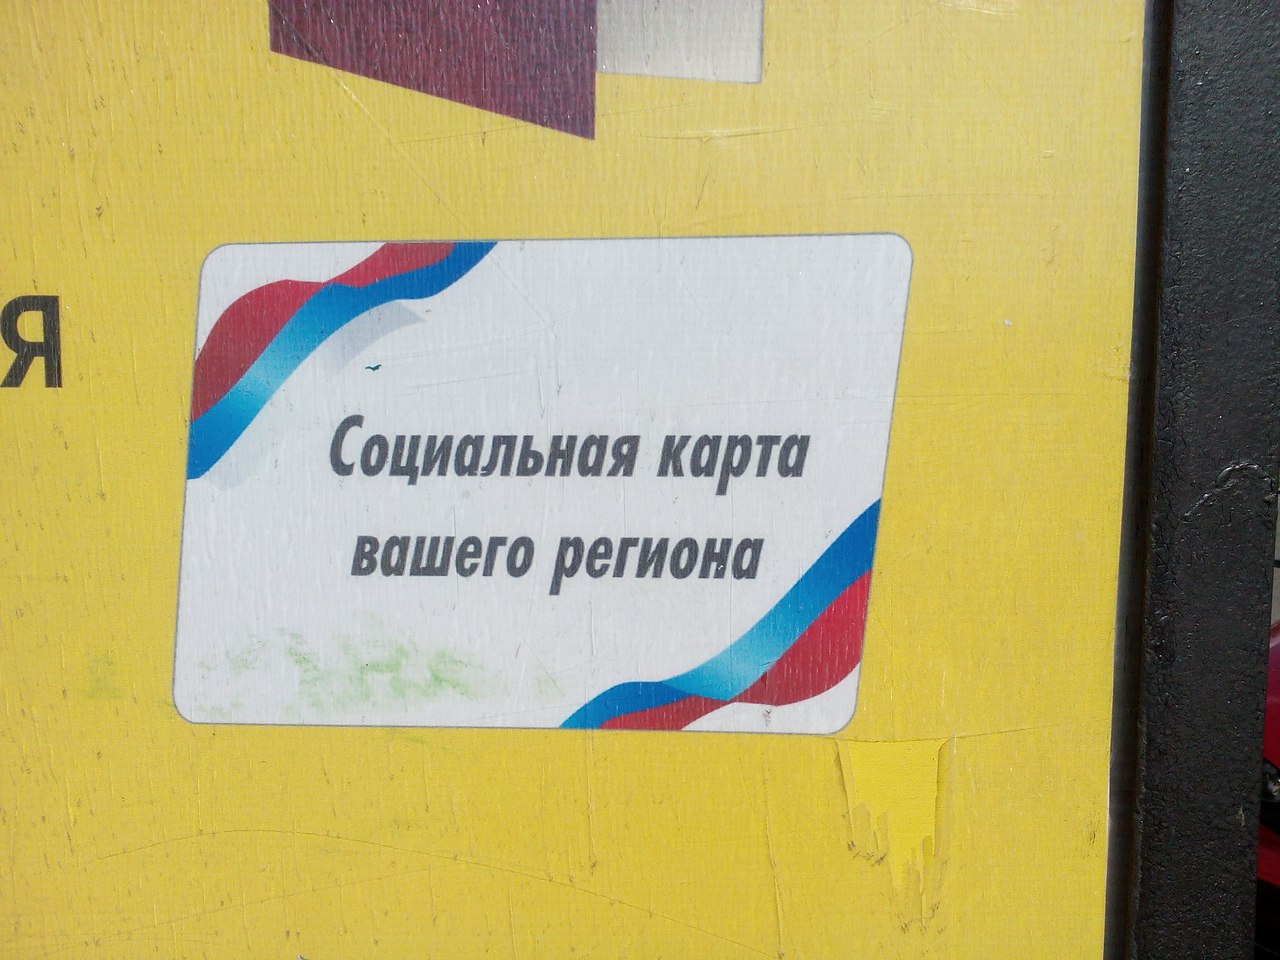 я
Социальная карта
вашего региона